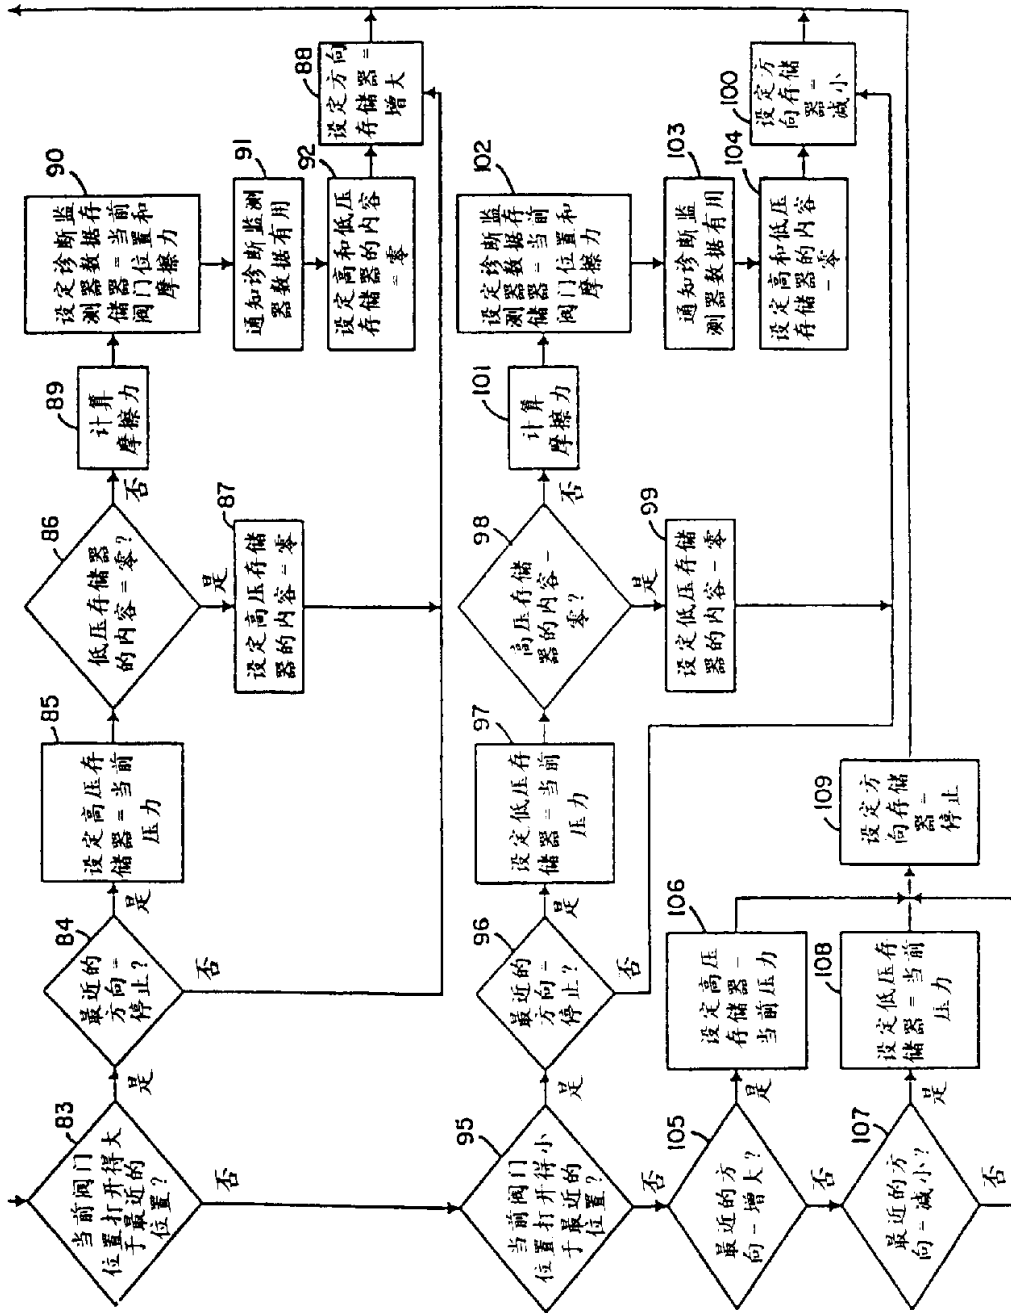 83
当前阀门
位置打开得大
于最近的
位置?
是
否
84
最近的
方向=
停止?
是
否
85
设定高压存
储器=当前
压力
86
低压存储器
的内容=零?
否
是
87
设定高压存储
器的内容=零
89
计算
摩擦力
90
设定诊断监
测器数据存
储器=当前
阀门位置和
摩擦力
91
通知诊断监测
器数据有用
92
设定高和低压
存储器的内容
=零
88
设定方向
存储器=
增大
95
当前阀门
位置打开得小
于最近的
位置?
是
否
96
最近的
方向-
停止?
是
否
97
设定低压存
储器=当前
压力
98
高压存储
器的内容-
零?
否
是
99
设定低压存储
器的内容-零
101
计算
摩擦力
102
设定诊断监
测器数据存
储器=当前
阀门位置和
摩擦力
103
通知诊断监
测器数据有用
104
设定高和低压
存储器的内容
-零
100
设定方
向存储
器=
减小
105
最近的方
向-增大?
是
否
106
设定高压
存储器-
当前压力
107
最近的方
向=减小?
是
否
108
设定低压存
储器=当前
压力
109
设定方
向存储
器-
停止